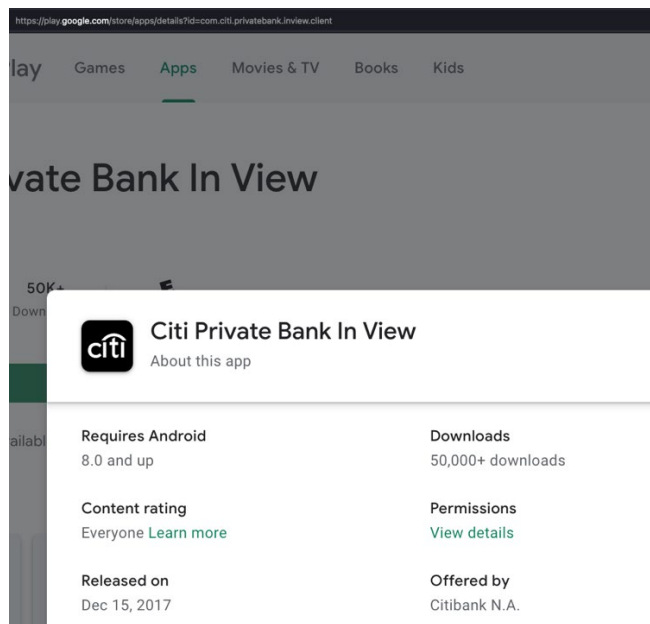 https://play.google.com/store/apps/details?id=com.citi.privatebank.inview.client
lay Games Apps Movies & TV Books Kids
vate Bank In View
50K+
Down
citi
Citi Private Bank In View
About this app
ailabl
Requires Android Downloads
8.0 and up 50,000+ downloads
Content rating Permissions
Everyone Learn more View details
Released on Offered by
Dec 15, 2017 Citibank N.A.